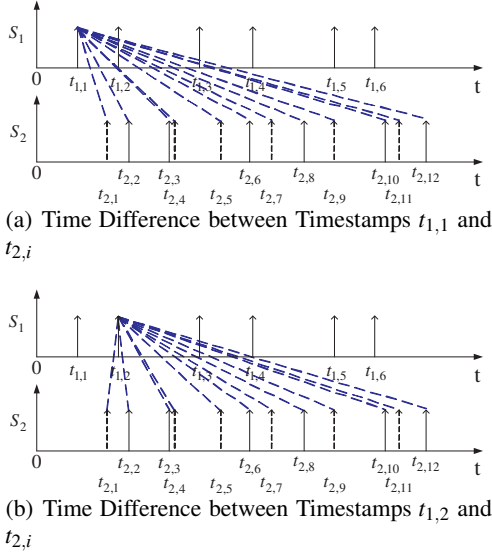 S₁
0
t₁,₁ t₁,₂ t₁,₃ t₁,₄ t₁,₅ t₁,₆ t
S₂
0
t₂,₂ t₂,₃ t₂,₆ t₂,₈ t₂,₁₀ t₂,₁₂ t
t₂,₁ t₂,₄ t₂,₅ t₂,₇ t₂,₉ t₂,₁₁
(a) Time Difference between Timestamps t₁,₁ and
t₂,ᵢ
S₁
0
t₁,₁ t₁,₂ t₁,₃ t₁,₄ t₁,₅ t₁,₆ t
S₂
0
t₂,₂ t₂,₃ t₂,₆ t₂,₈ t₂,₁₀ t₂,₁₂ t
t₂,₁ t₂,₄ t₂,₅ t₂,₇ t₂,₉ t₂,₁₁
(b) Time Difference between Timestamps t₁,₂ and
t₂,ᵢ